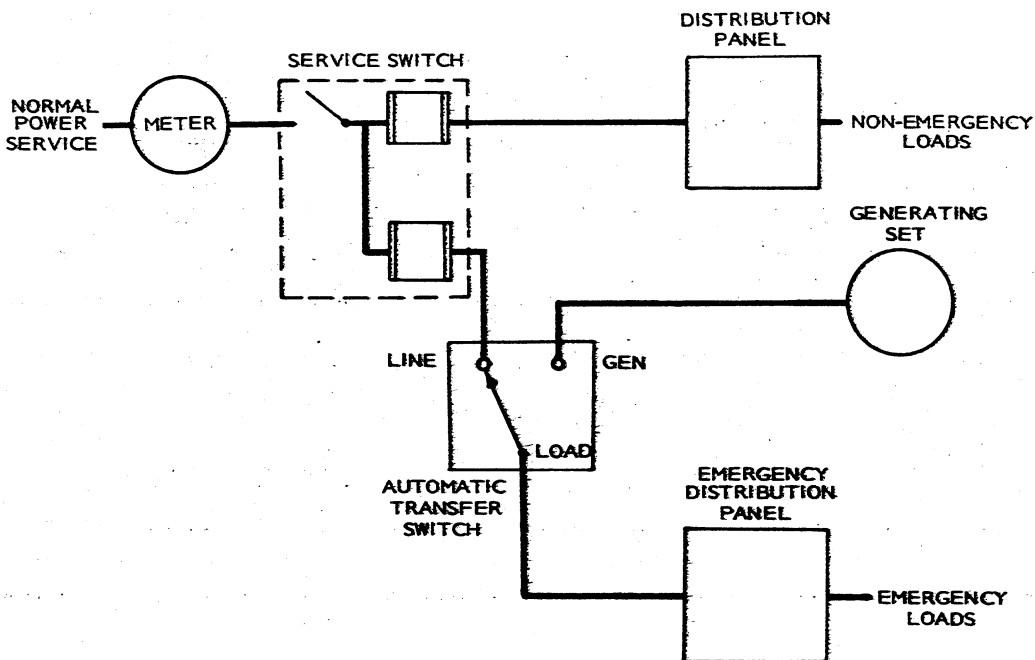 DISTRIBUTION
PANEL
SERVICE SWITCH
NORMAL
POWER
SERVICE
METER
NON-EMERGENCY
LOADS
GENERATING
SET
LINE
GEN
LOAD
AUTOMATIC
TRANSFER
SWITCH
EMERGENCY
DISTRIBUTION
PANEL
EMERGENCY
LOADS